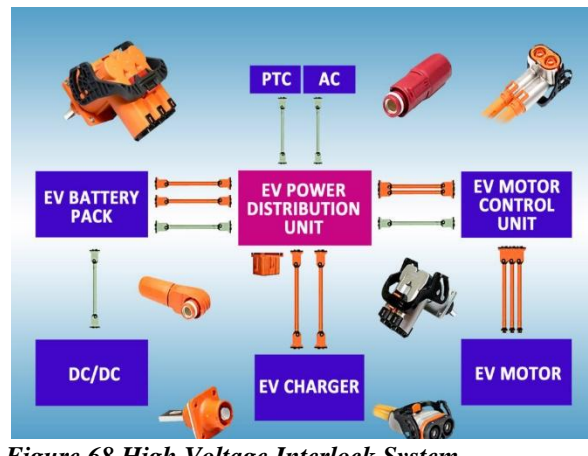 PTC
AC
EV BATTERY
PACK
EV POWER
DISTRIBUTION
UNIT
EV MOTOR
CONTROL
UNIT
DC/DC
EV CHARGER
EV MOTOR
Figure 68 High Voltage Interlock System